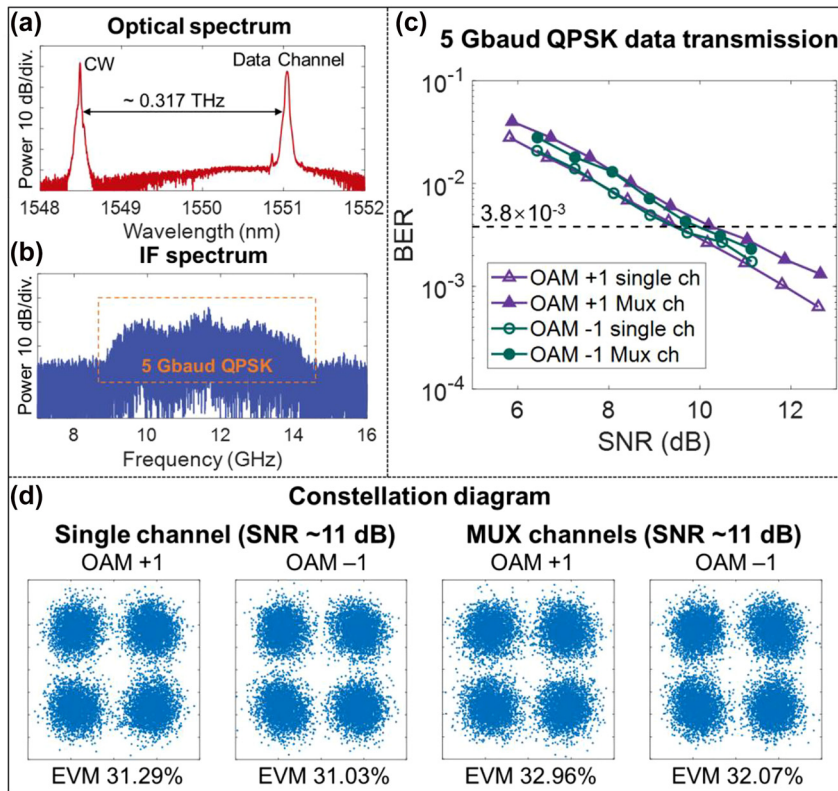 (a)
Optical spectrum
Power 10 dB/div.
CW
Data Channel
~ 0.317 THz
1548 1549 1550 1551 1552
Wavelength (nm)
(b)
IF spectrum
Power 10 dB/div.
5 Gbaud QPSK
8 10 12 14 16
Frequency (GHz)
(c)
5 Gbaud QPSK data transmission
BER
10⁻¹
10⁻²
3.8×10⁻³
10⁻³
10⁻⁴
OAM +1 single ch
OAM +1 Mux ch
OAM -1 single ch
OAM -1 Mux ch
6 8 10 12
SNR (dB)
(d)
Constellation diagram
Single channel (SNR ~11 dB)
MUX channels (SNR ~11 dB)
OAM +1 OAM −1 OAM +1 OAM −1
EVM 31.29% EVM 31.03% EVM 32.96% EVM 32.07%